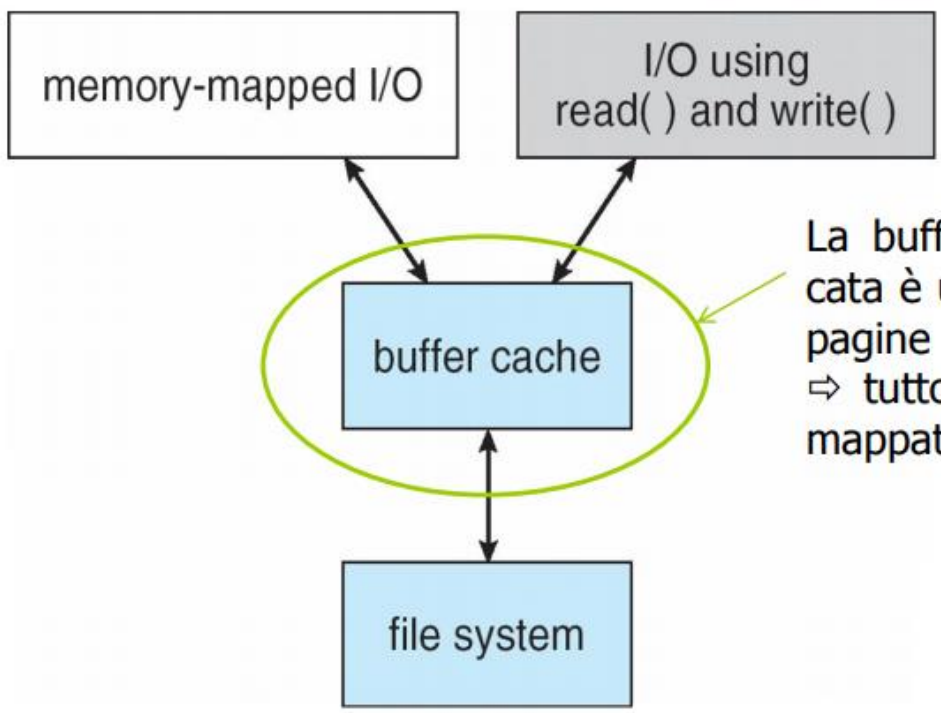 memory-mapped I/O
I/O using
read( ) and write( )
La buff
cata è u
pagine
⇨ tutto
mappat
buffer cache
file system